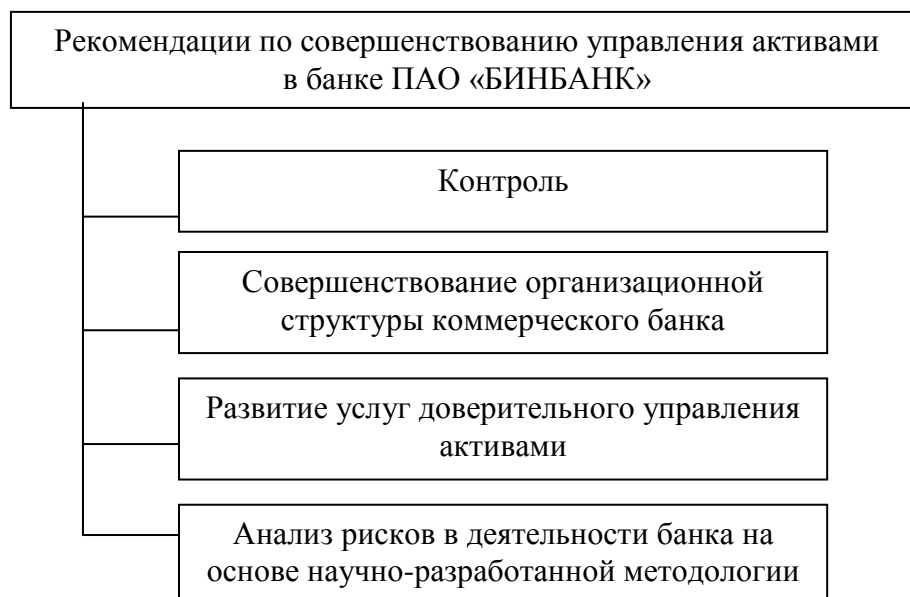 Рекомендации по совершенствованию управления активами
в банке ПАО «БИНБАНК»
Контроль
Совершенствование организационной
структуры коммерческого банка
Развитие услуг доверительного управления
активами
Анализ рисков в деятельности банка на
основе научно-разработанной методологии